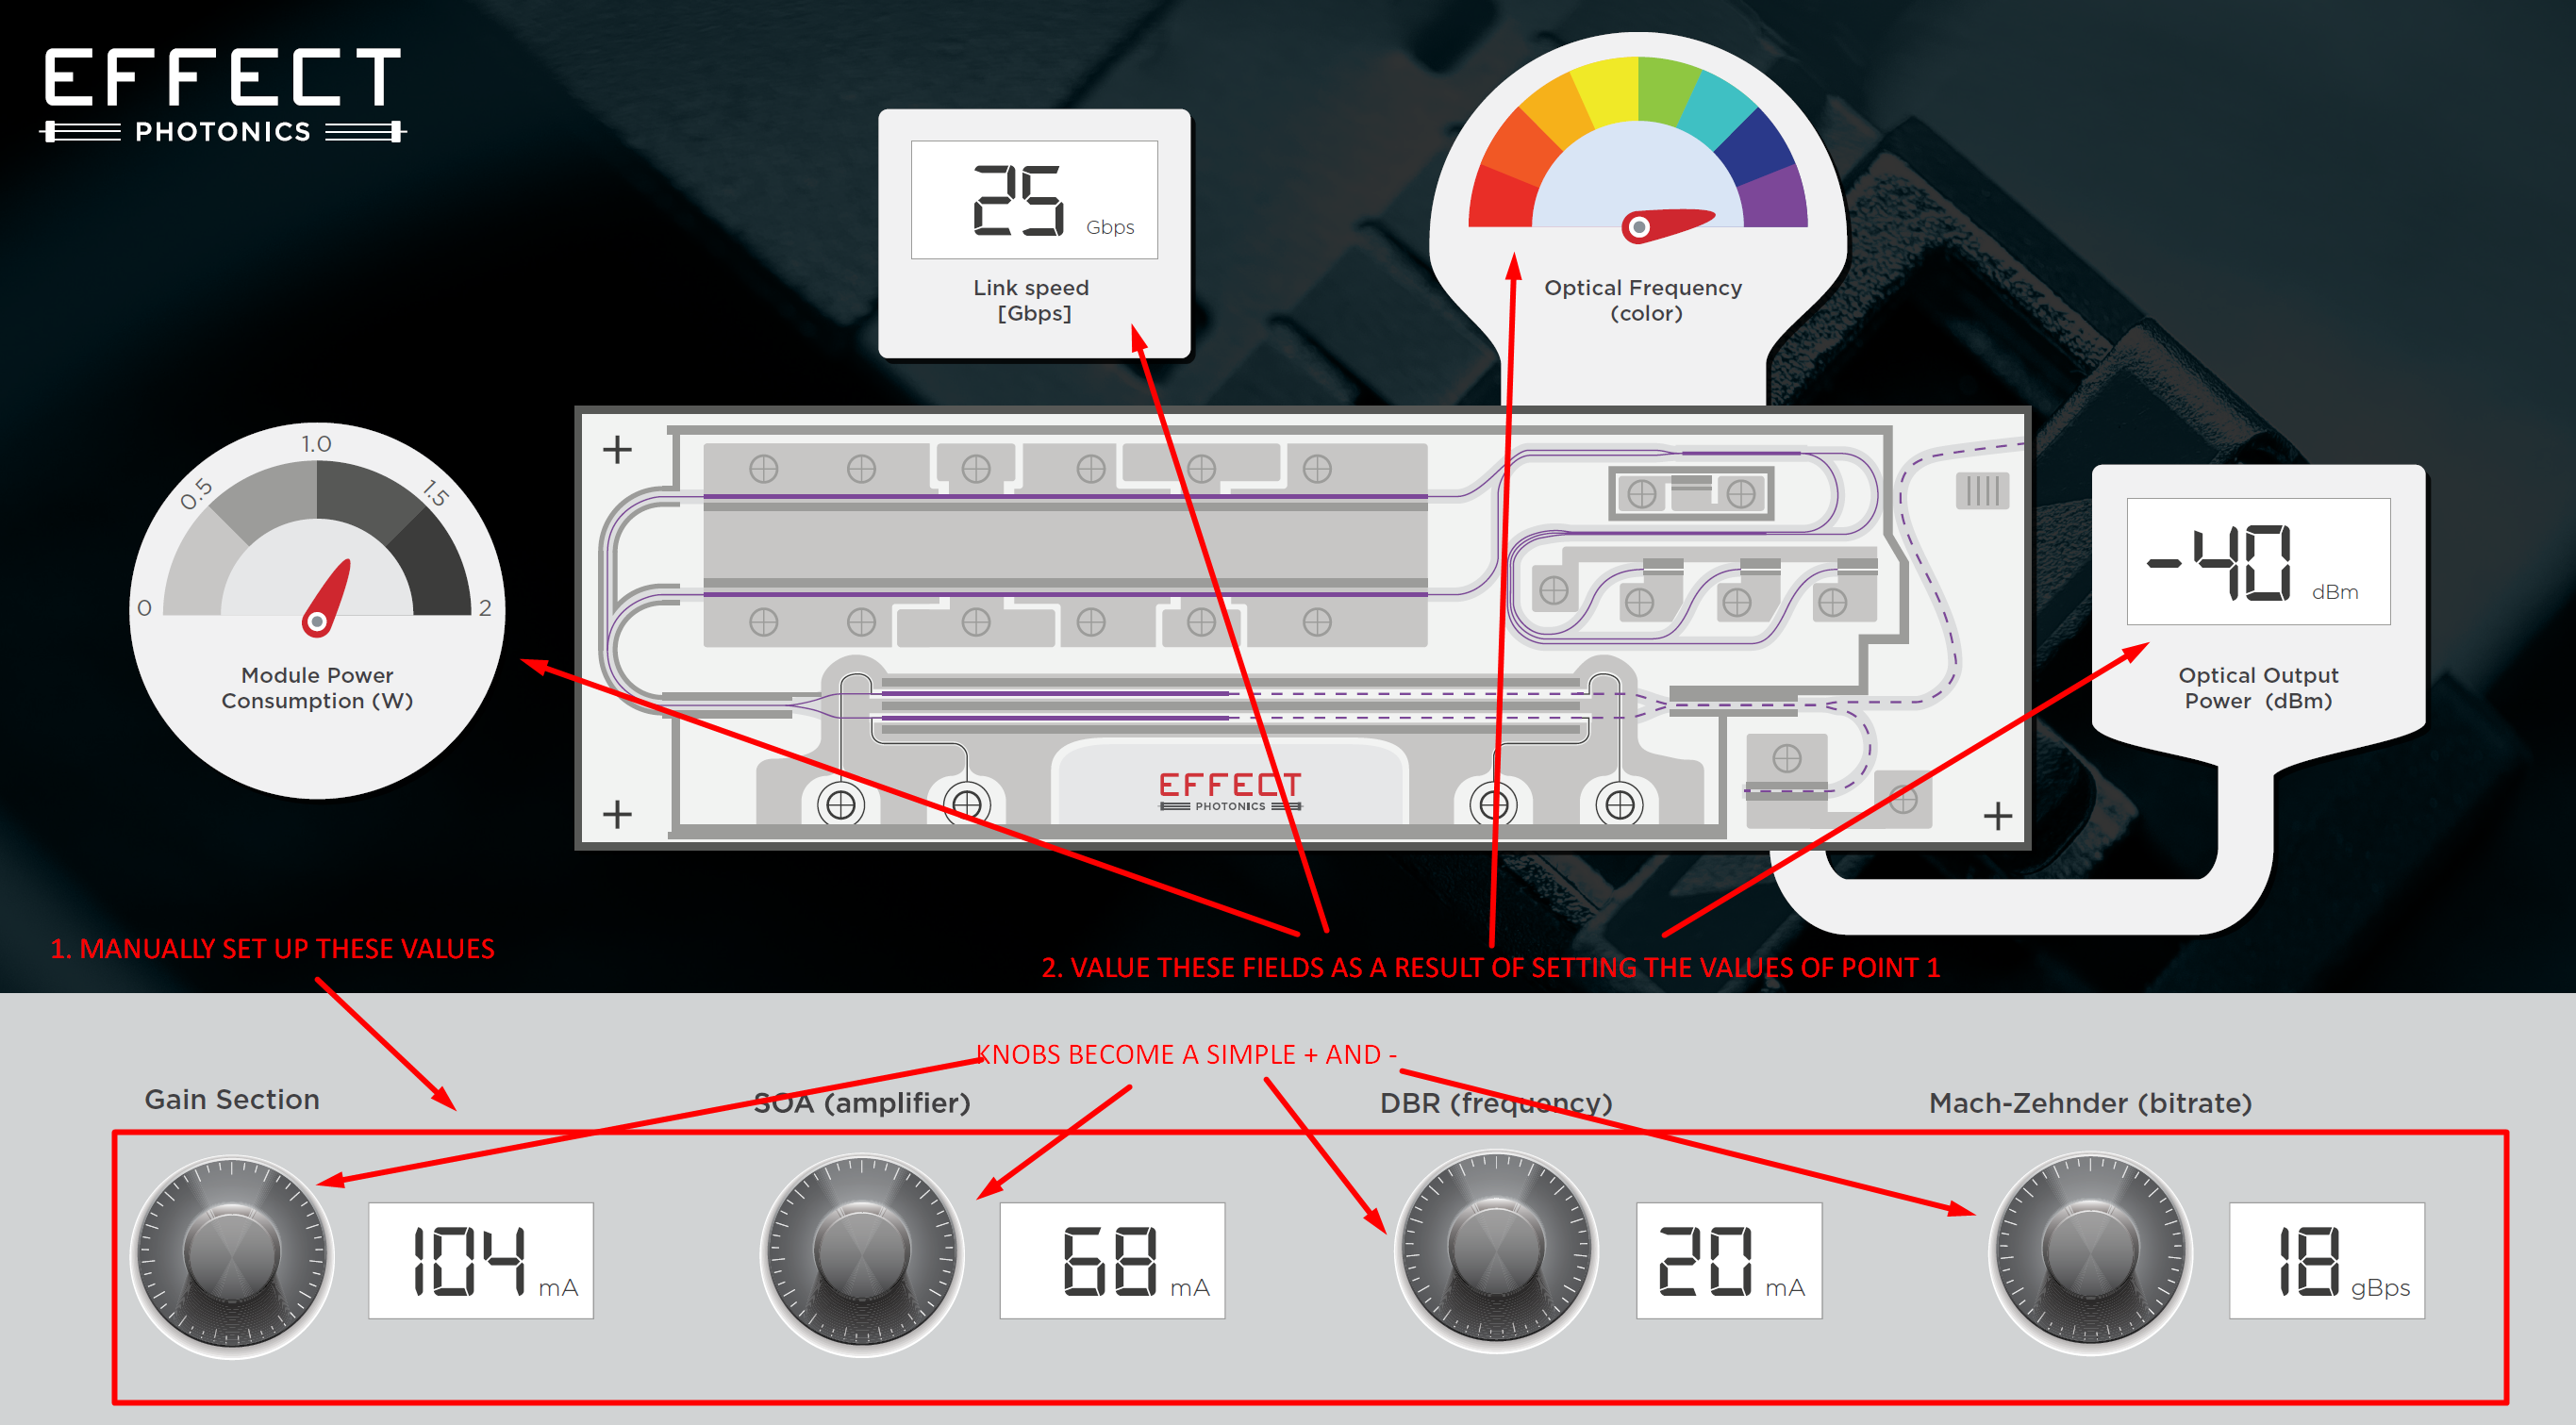 EFFECT
PHOTONICS
25 Gbps
Link speed
[Gbps]
Optical Frequency
(color)
0
0.5
1.0
1.5
2
Module Power
Consumption (W)
-40 dBm
Optical Output
Power (dBm)
EFFECT
PHOTONICS
1. MANUALLY SET UP THESE VALUES
2. VALUE THESE FIELDS AS A RESULT OF SETTING THE VALUES OF POINT 1
KNOBS BECOME A SIMPLE + AND -
Gain Section
SOA (amplifier)
DBR (frequency)
Mach-Zehnder (bitrate)
104 mA
68 mA
20 mA
18 gBps